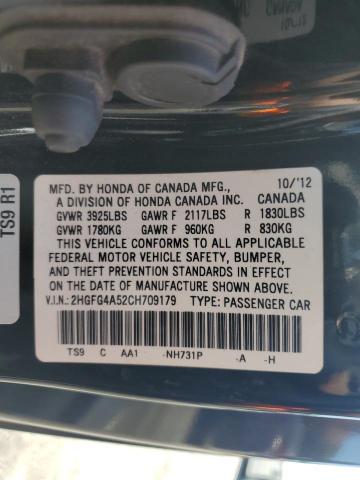 MFD. BY HONDA OF CANADA MFG., 10/'12
A DIVISION OF HONDA CANADA INC. CANADA
GVWR 3925LBS GAWR F 2117LBS R 1830LBS
GVWR 1780KG GAWR F 960KG R 830KG
THIS VEHICLE CONFORMS TO ALL APPLICABLE
FEDERAL MOTOR VEHICLE SAFETY, BUMPER,
AND THEFT PREVENTION STANDARDS IN EFFECT
ON THE DATE OF MANUFACTURE SHOWN ABOVE.
V.I.N.: 2HGFG4A52CH709179 TYPE: PASSENGER CAR
TS9 C AA1 -NH731P -A -H
TS9 R1